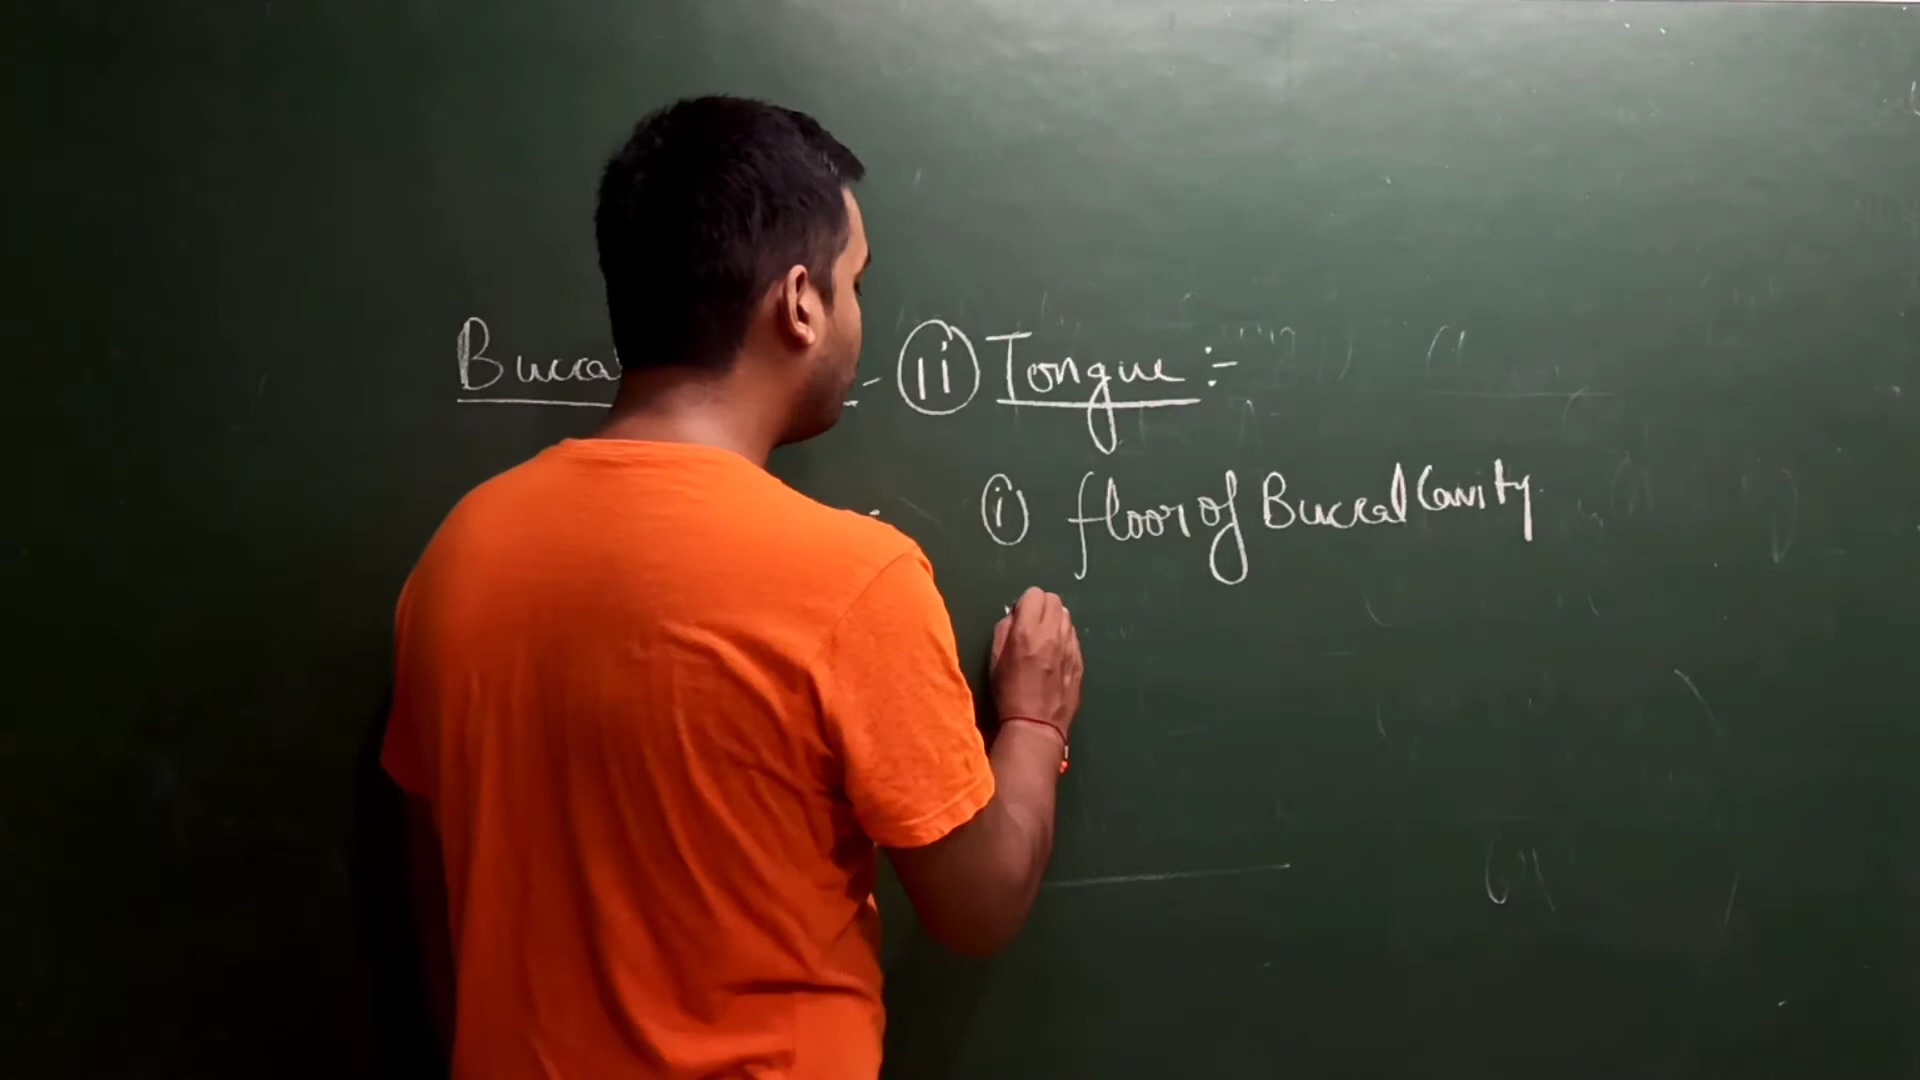 Bucca :- (ii) Tongue :-
(i) floor of Buccal Cavity.